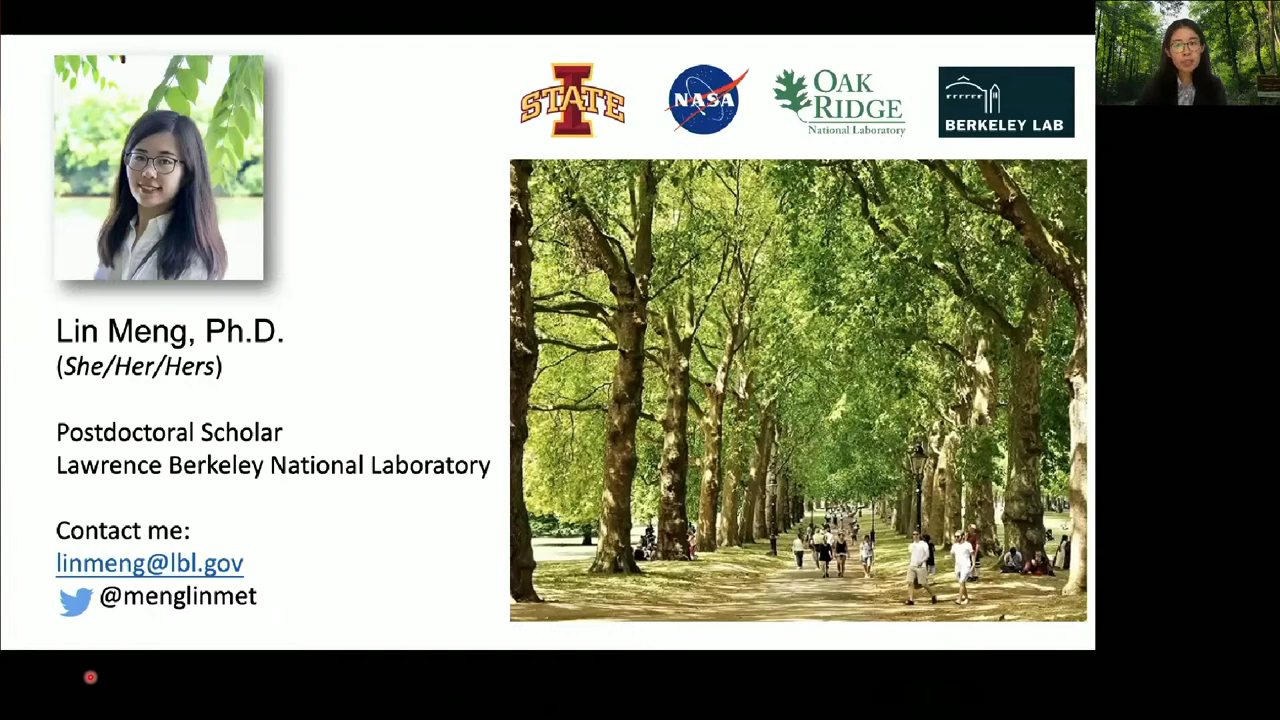 STATE
NASA
OAK
RIDGE
National Laboratory
BERKELEY LAB
Lin Meng, Ph.D.
(She/Her/Hers)
Postdoctoral Scholar
Lawrence Berkeley National Laboratory
Contact me:
linmeng@lbl.gov
@menglinmet